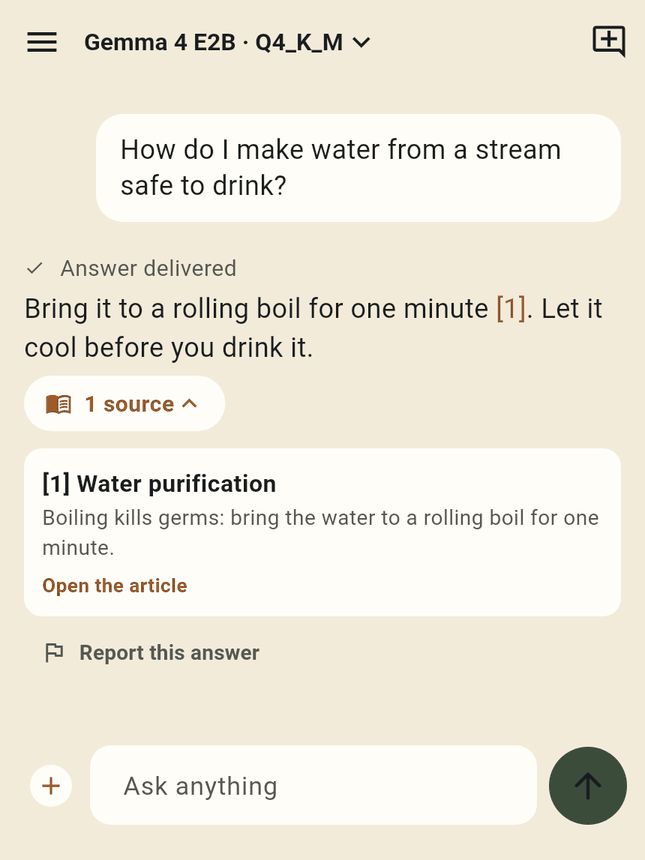 Gemma 4 E2B · Q4_K_M
How do I make water from a stream
safe to drink?
Answer delivered
Bring it to a rolling boil for one minute [1]. Let it
cool before you drink it.
1 source
[1] Water purification
Boiling kills germs: bring the water to a rolling boil for one
minute.
Open the article
Report this answer
Ask anything